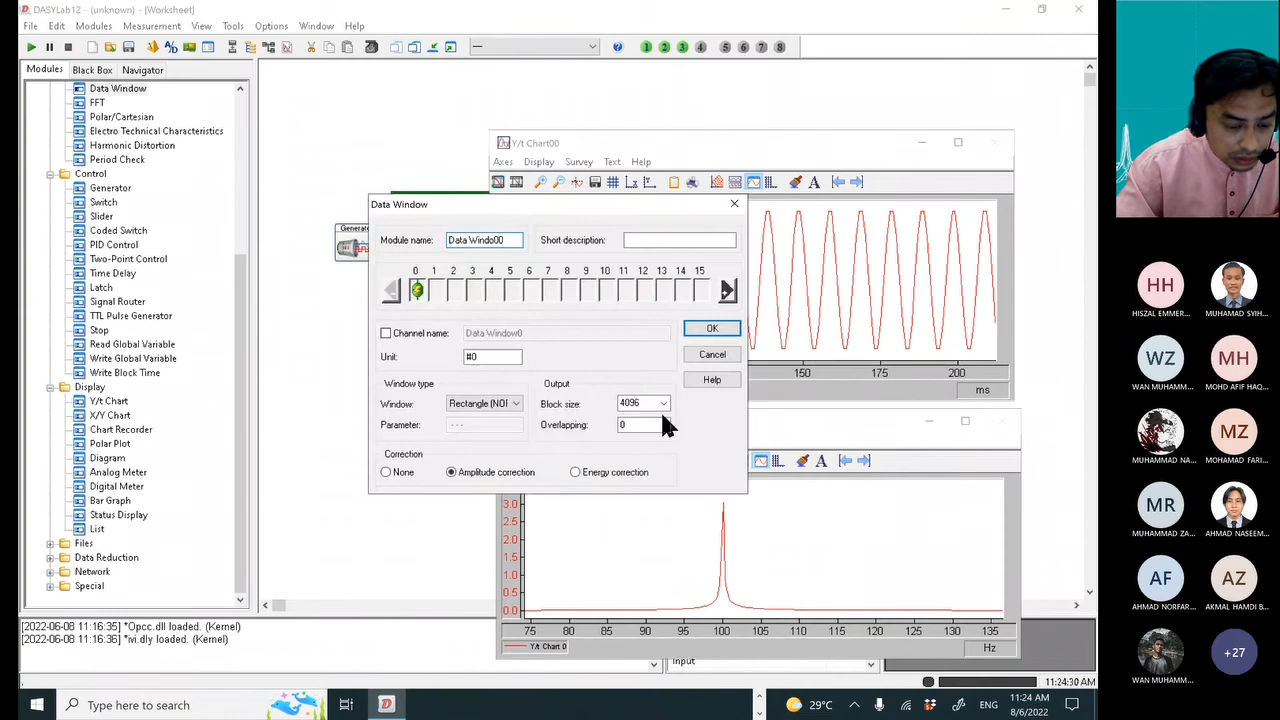 DASYLab12 - (unknown) - [Worksheet]
File Edit Modules Measurement View Tools Options Window Help
1 2 3 4 5 6 7 8
Modules Black Box Navigator
Data Window
FFT
Polar/Cartesian
Electro Technical Characteristics
Harmonic Distortion
Period Check
Control
Generator
Switch
Slider
Coded Switch
PID Control
Two-Point Control
Time Delay
Latch
Signal Router
TTL Pulse Generator
Stop
Read Global Variable
Write Global Variable
Write Block Time
Display
Y/t Chart
X/Y Chart
Chart Recorder
Polar Plot
Diagram
Analog Meter
Digital Meter
Bar Graph
Status Display
List
Files
Data Reduction
Network
Special
Y/t Chart00
Axes Display Survey Text Help
150 200
ms
Data Window
Module name: Data Windo00 Short description:
0 1 2 3 4 5 6 7 8 9 10 11 12 13 14 15
Channel name: Data Window0
Unit: #0
OK
Cancel
Help
Window type
Window: Rectangle (NO
Parameter: - - -
Output
Block size: 4096
Overlapping: 0
Correction
None Amplitude correction Energy correction
3.0
2.5
2.0
1.5
1.0
0.5
0.0
75 80 85 90 95 100 105 110 115 120 125 130 135
Y/t Chart 0
Hz
[2022-06-08 11:16:35] "Opcc.dll loaded. (Kernel)
[2022-06-08 11:16:36] "ivi.dly loaded. (Kernel)
Input
11:24:30 AM
Type here to search
29°C
ENG
11:24 AM
8/6/2022
HH
HISZAL EMMER...
MUHAMAD SYIH...
WZ
WAN MUHAMM...
MH
MOHD AFIF HAQ...
MUHAMMAD NA...
MZ
MOHAMAD FARI...
MR
MUHAMMAD ZA...
AHMAD NASEEM...
AF
AHMAD NORFAR...
AZ
AKMAL HAMDI B...
WAN MUHAMM...
+27